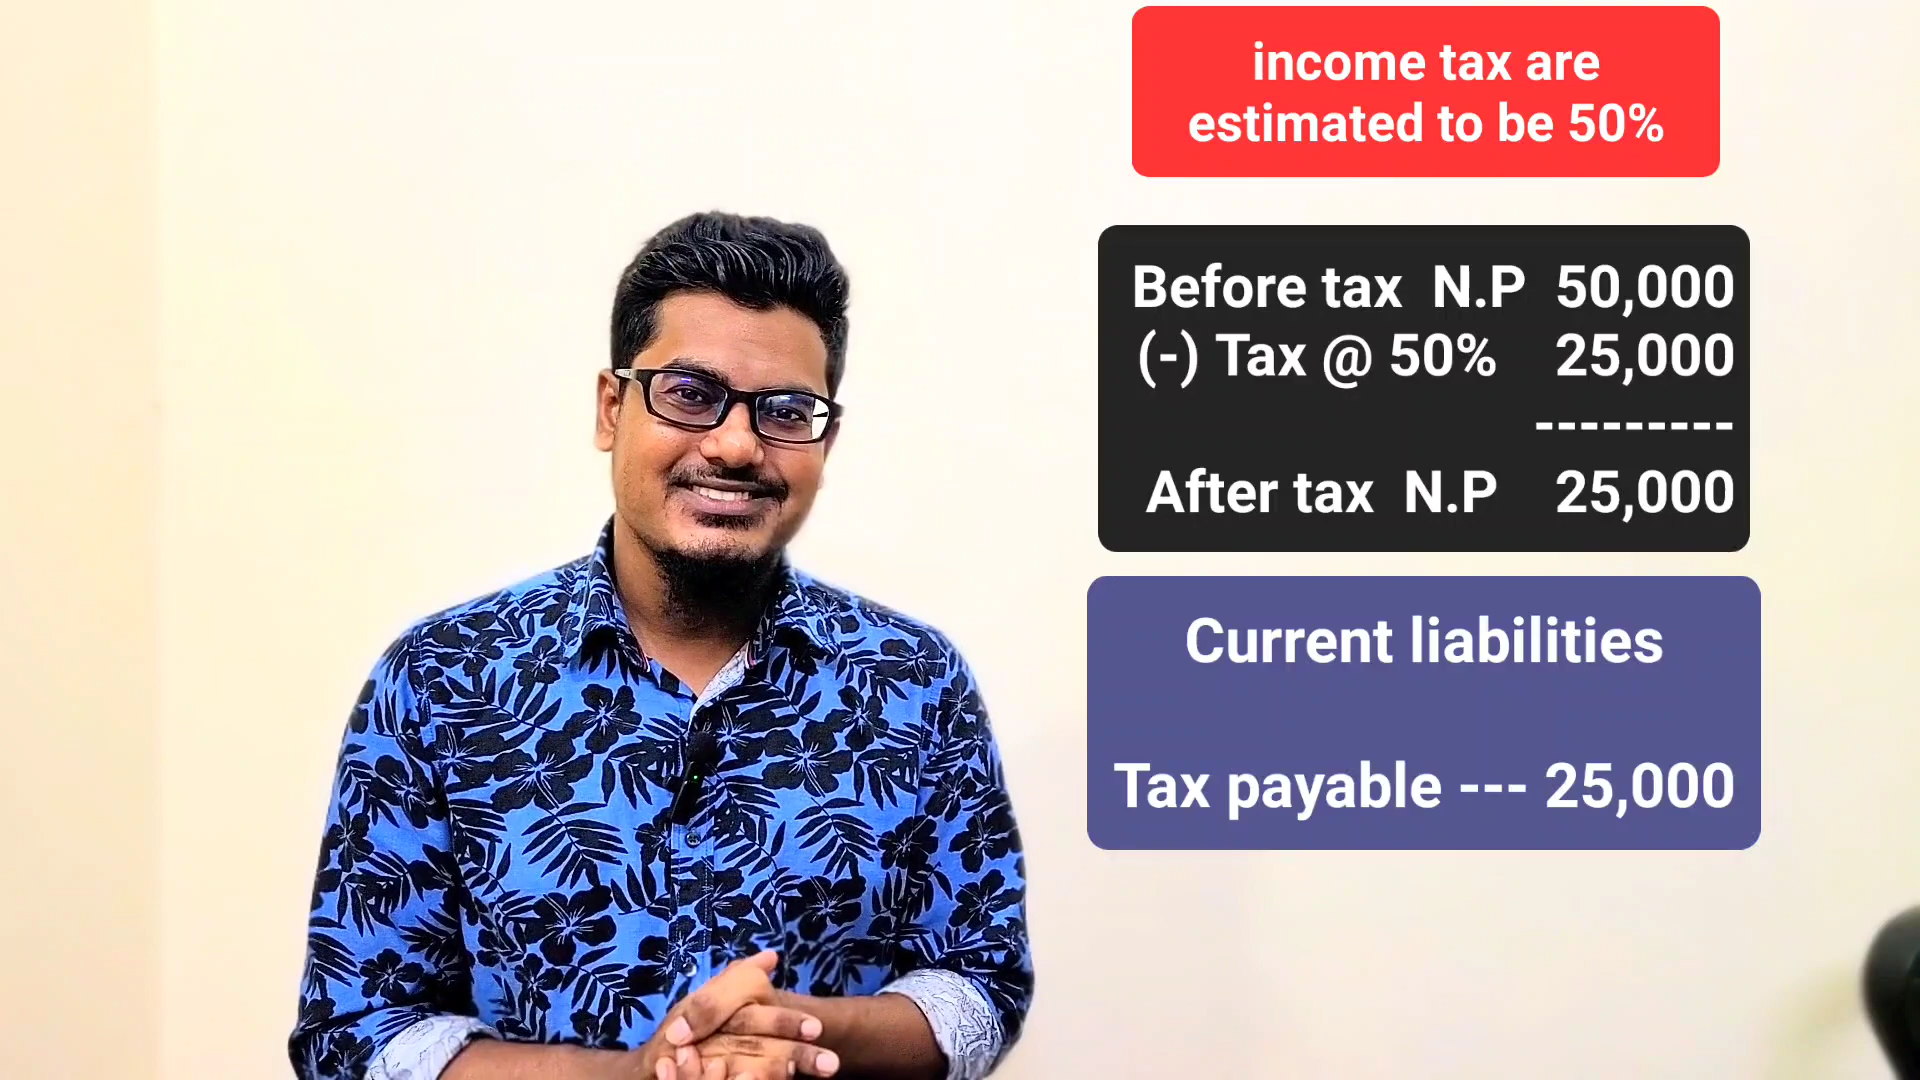 income tax are
estimated to be 50%
Before tax N.P 50,000
(-) Tax @ 50% 25,000
---------
After tax N.P 25,000
Current liabilities
Tax payable --- 25,000